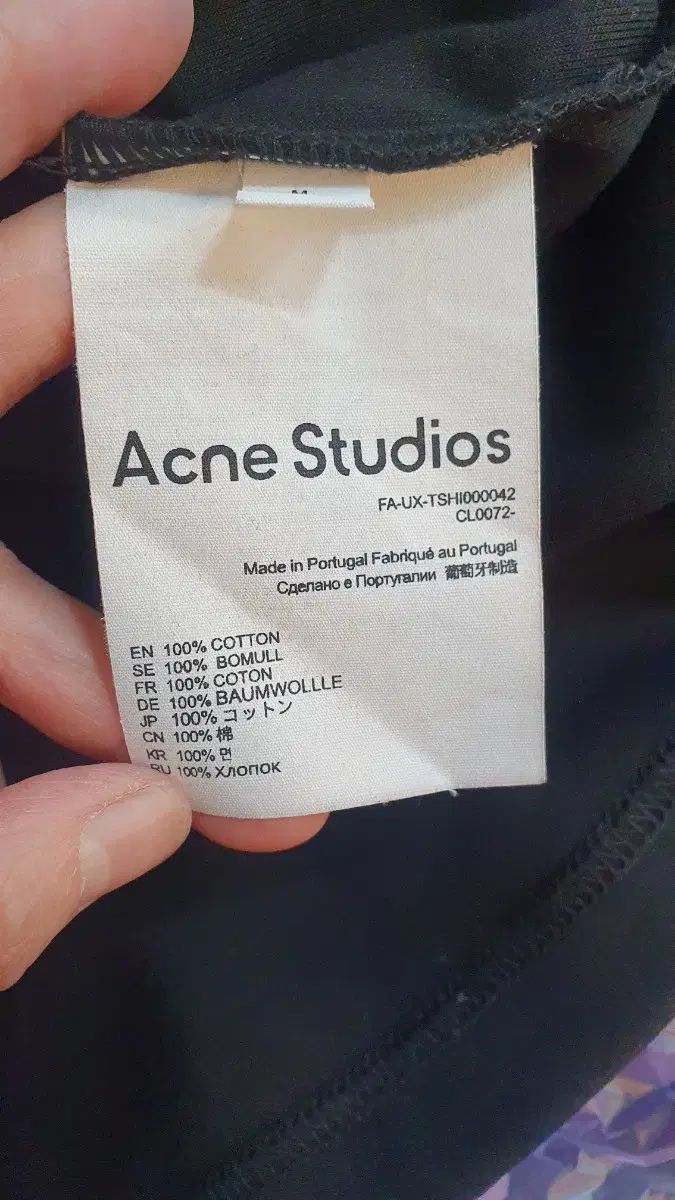 M
Acne Studios
FA-UX-TSHI000042
CL0072-
Made in Portugal Fabriqué au Portugal
Сделано е Португалии 葡萄牙制造
EN 100% COTTON
SE 100% BOMULL
FR 100% COTON
DE 100% BAUMWOLLLE
JP 100% コットン
CN 100% 棉
KR 100% 면
RU 100% ХЛОПОК